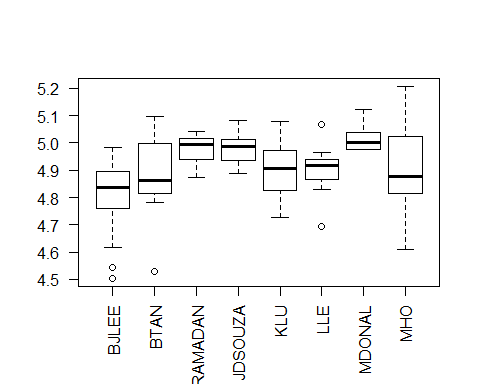 5.2
5.1
5.0
4.9
4.8
4.7
4.6
4.5
BJLEE
BTAN
RAMADAN
JDSOUZA
KLU
LLE
MDONAL
MHO